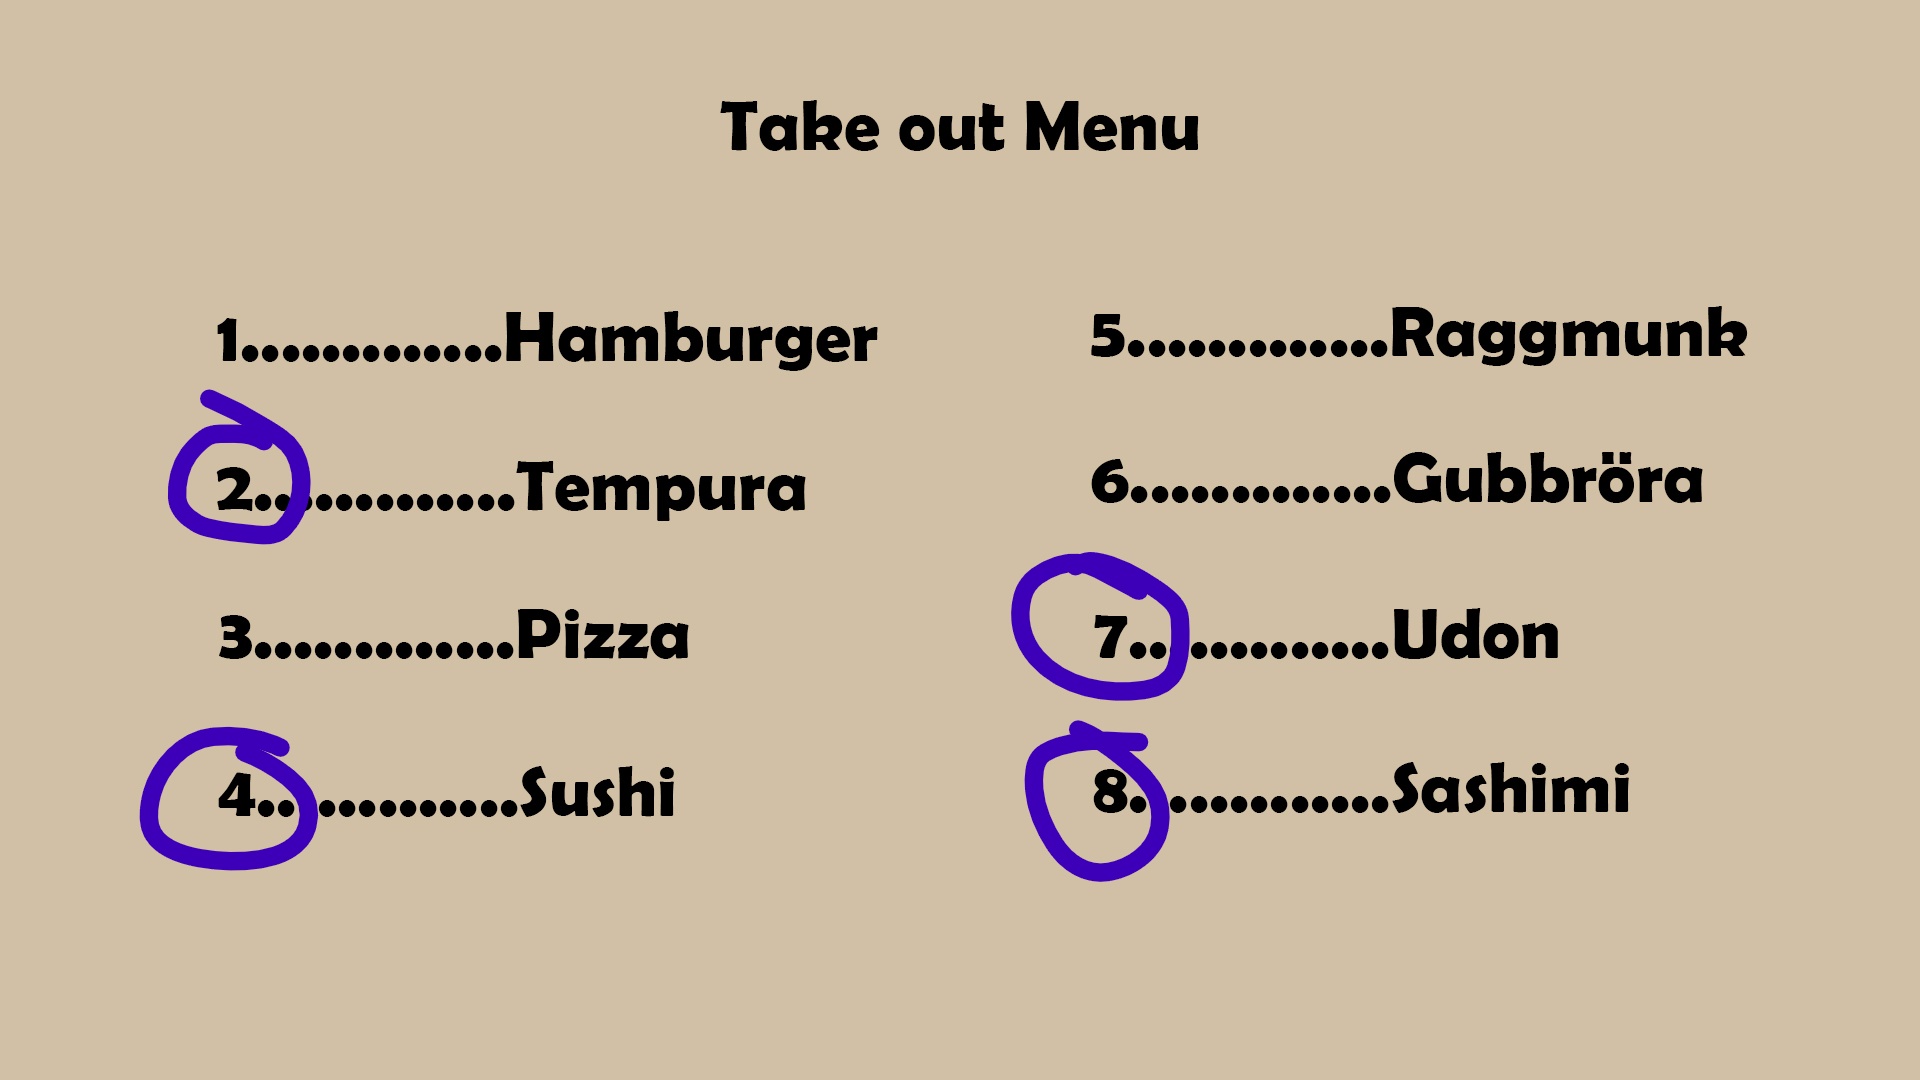 Take out Menu
1.............Hamburger
2.............Tempura
3.............Pizza
4.............Sushi
5.............Raggmunk
6.............Gubbröra
7.............Udon
8.............Sashimi